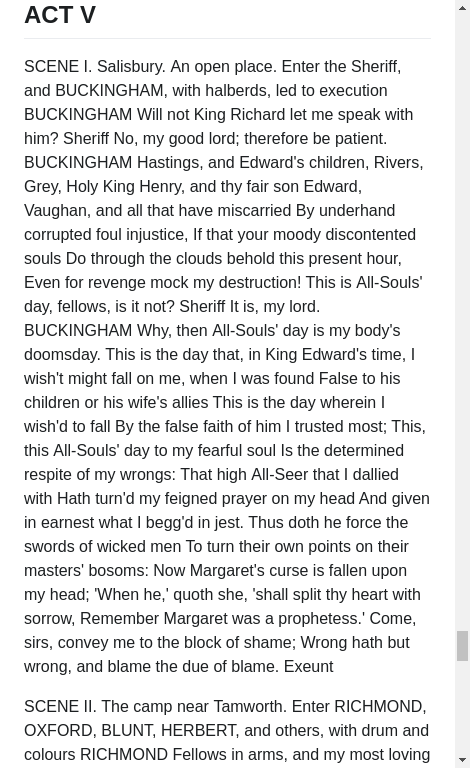 ACT V
SCENE I. Salisbury. An open place. Enter the Sheriff,
and BUCKINGHAM, with halberds, led to execution
BUCKINGHAM Will not King Richard let me speak with
him? Sheriff No, my good lord; therefore be patient.
BUCKINGHAM Hastings, and Edward's children, Rivers,
Grey, Holy King Henry, and thy fair son Edward,
Vaughan, and all that have miscarried By underhand
corrupted foul injustice, If that your moody discontented
souls Do through the clouds behold this present hour,
Even for revenge mock my destruction! This is All-Souls'
day, fellows, is it not? Sheriff It is, my lord.
BUCKINGHAM Why, then All-Souls' day is my body's
doomsday. This is the day that, in King Edward's time, I
wish't might fall on me, when I was found False to his
children or his wife's allies This is the day wherein I
wish'd to fall By the false faith of him I trusted most; This,
this All-Souls' day to my fearful soul Is the determined
respite of my wrongs: That high All-Seer that I dallied
with Hath turn'd my feigned prayer on my head And given
in earnest what I begg'd in jest. Thus doth he force the
swords of wicked men To turn their own points on their
masters' bosoms: Now Margaret's curse is fallen upon
my head; 'When he,' quoth she, 'shall split thy heart with
sorrow, Remember Margaret was a prophetess.' Come,
sirs, convey me to the block of shame; Wrong hath but
wrong, and blame the due of blame. Exeunt
SCENE II. The camp near Tamworth. Enter RICHMOND,
OXFORD, BLUNT, HERBERT, and others, with drum and
colours RICHMOND Fellows in arms, and my most loving